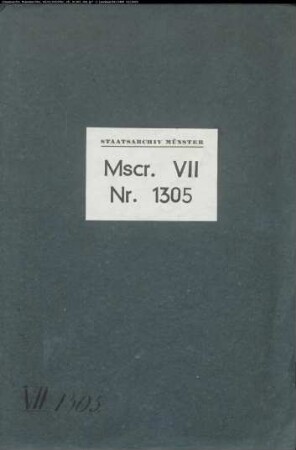 STAATSARCHIV MÜNSTER
Mscr. VII
Nr. 1305
VII 1305.